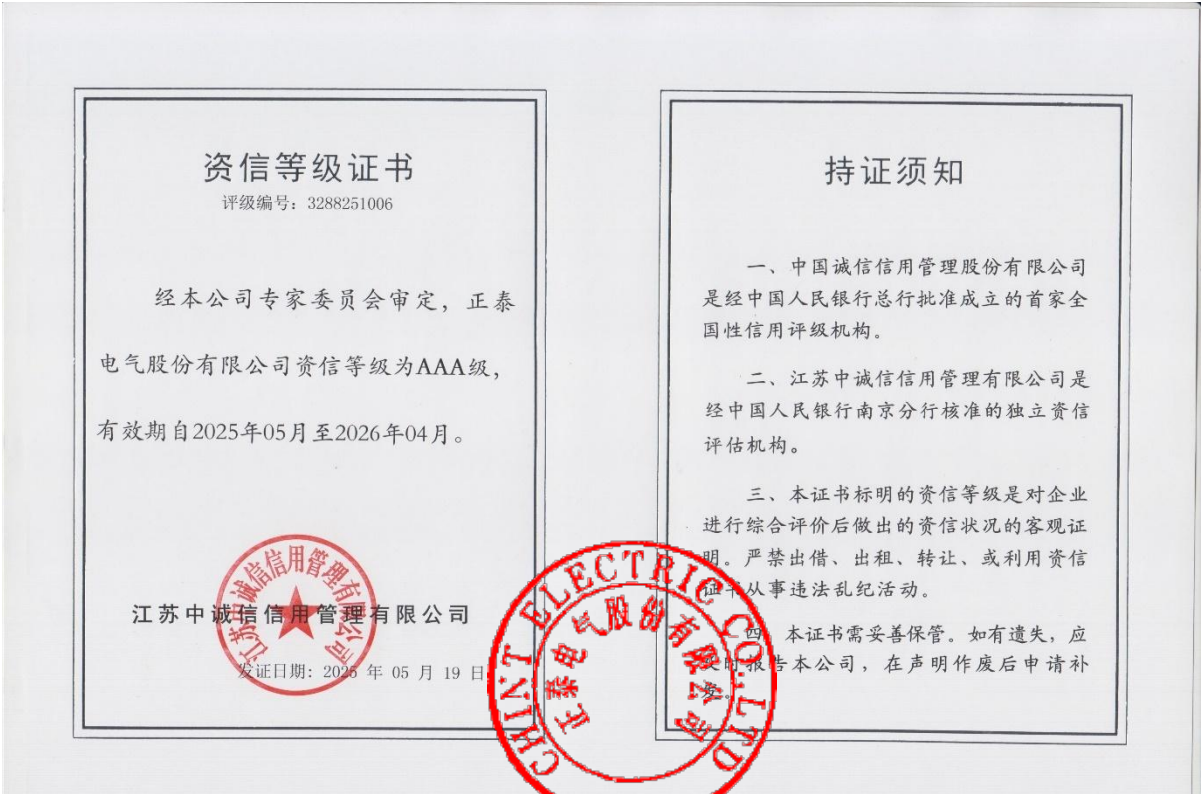 资信等级证书
评级编号：3288251006
经本公司专家委员会审定，正泰
电气股份有限公司资信等级为AAA级，
有效期自2025年05月至2026年04月。
江苏中诚信信用管理有限公司
江苏中诚信信用管理有限公司
发证日期：2025 年 05 月 19 日
持证须知
一、中国诚信信用管理股份有限公司
是经中国人民银行总行批准成立的首家全
国性信用评级机构。
二、江苏中诚信信用管理有限公司是
经中国人民银行南京分行核准的独立资信
评估机构。
三、本证书标明的资信等级是对企业
进行综合评价后做出的资信状况的客观证
明。严禁出借、出租、转让、或利用资信
证书从事违法乱纪活动。
四、本证书需妥善保管。如有遗失，应
及时报告本公司，在声明作废后申请补
发。
CHINT ELECTRIC CO.,LTD
正泰电气股份有限公司